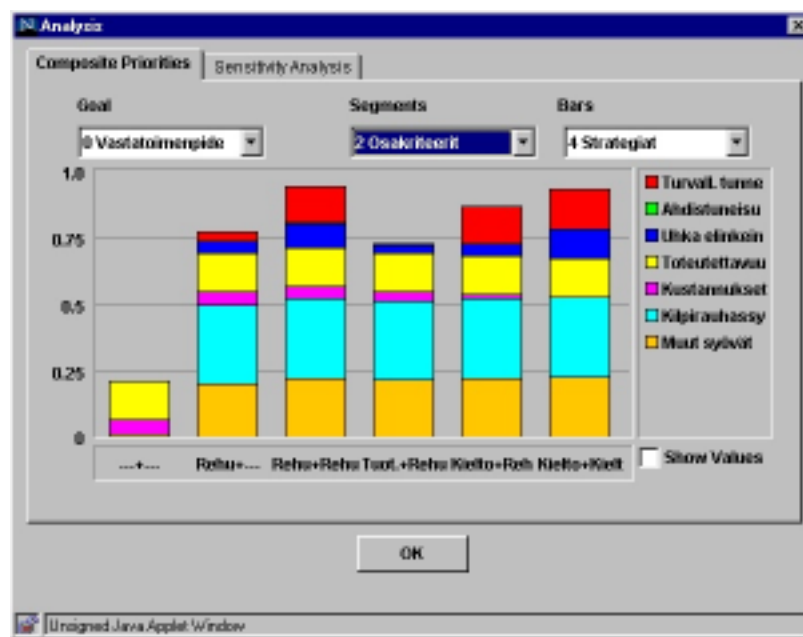 Analysis
Composite Priorities
Sensitivity Analysis
Goal
Segments
Bars
0 Vastatoimenpide
2 Osakriteerit
4 Strategiat
1.0
0.75
0.5
0.25
0
Turvall. tunne
Ahdistuneisu
Uhka elinkein
Toteutettavuu
Kustannukset
Kilpirauhassy
Muut syövät
---+---
Rehu+---
Rehu+Rehu
Tuot.+Rehu
Kielto+Reh
Kielto+Kielt
Show Values
OK
Unsigned Java Applet Window